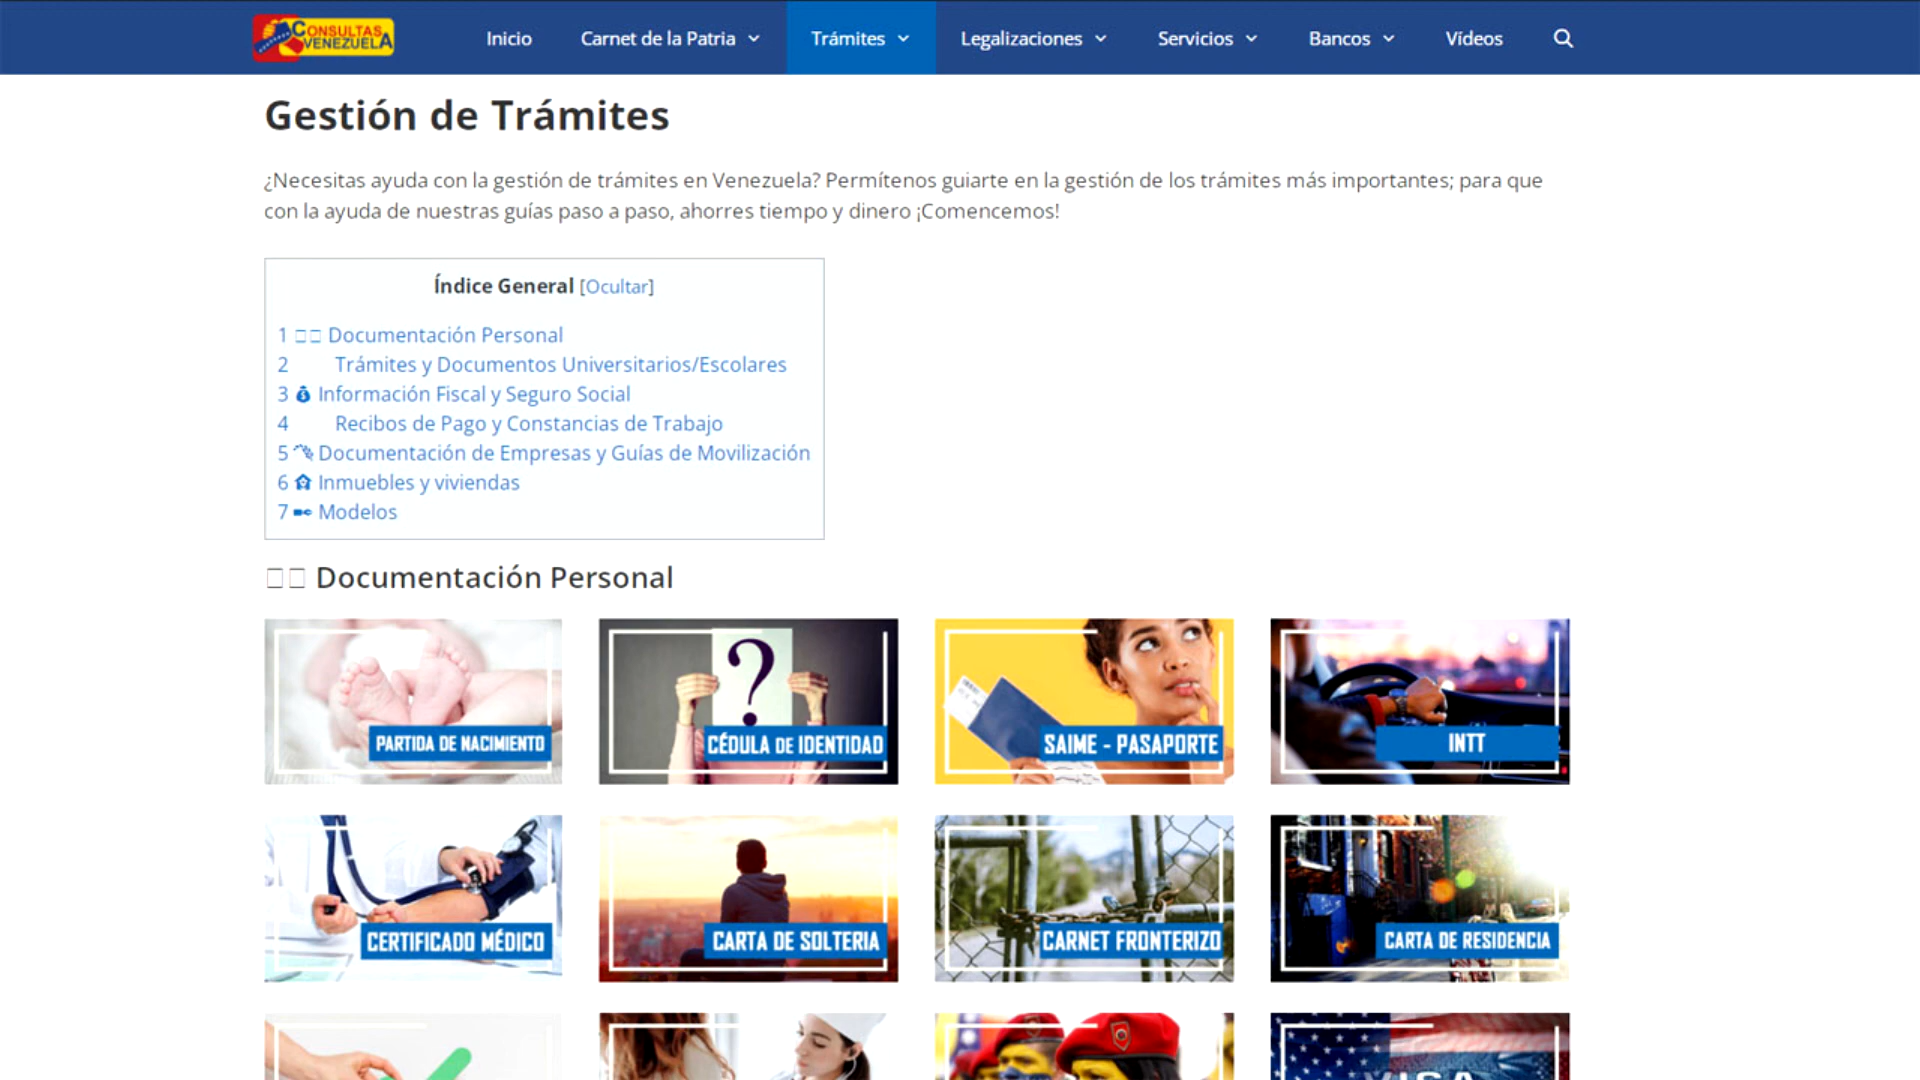 CONSULTAS
VENEZUELA
Inicio
Carnet de la Patria
Trámites
Legalizaciones
Servicios
Bancos
Vídeos
Gestión de Trámites
¿Necesitas ayuda con la gestión de trámites en Venezuela? Permítenos guiarte en la gestión de los trámites más importantes; para que
con la ayuda de nuestras guías paso a paso, ahorres tiempo y dinero ¡Comencemos!
Índice General [Ocultar]
1 Documentación Personal
2 Trámites y Documentos Universitarios/Escolares
3 Información Fiscal y Seguro Social
4 Recibos de Pago y Constancias de Trabajo
5 Documentación de Empresas y Guías de Movilización
6 Inmuebles y viviendas
7 Modelos
Documentación Personal
PARTIDA DE NACIMIENTO
?
CÉDULA DE IDENTIDAD
SAIME - PASAPORTE
INTT
CERTIFICADO MÉDICO
CARTA DE SOLTERIA
CARNET FRONTERIZO
CARTA DE RESIDENCIA
VISA